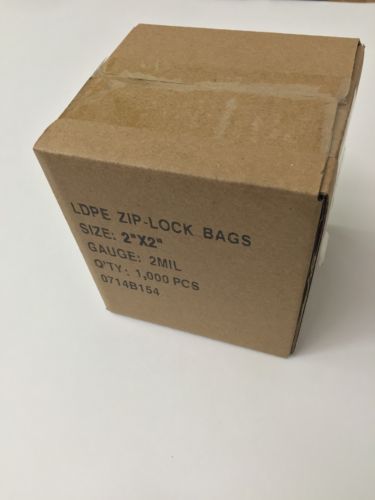 LDPE ZIP-LOCK BAGS
SIZE: 2"X2"
GAUGE: 2MIL
Q'TY: 1,000 PCS
0714B154